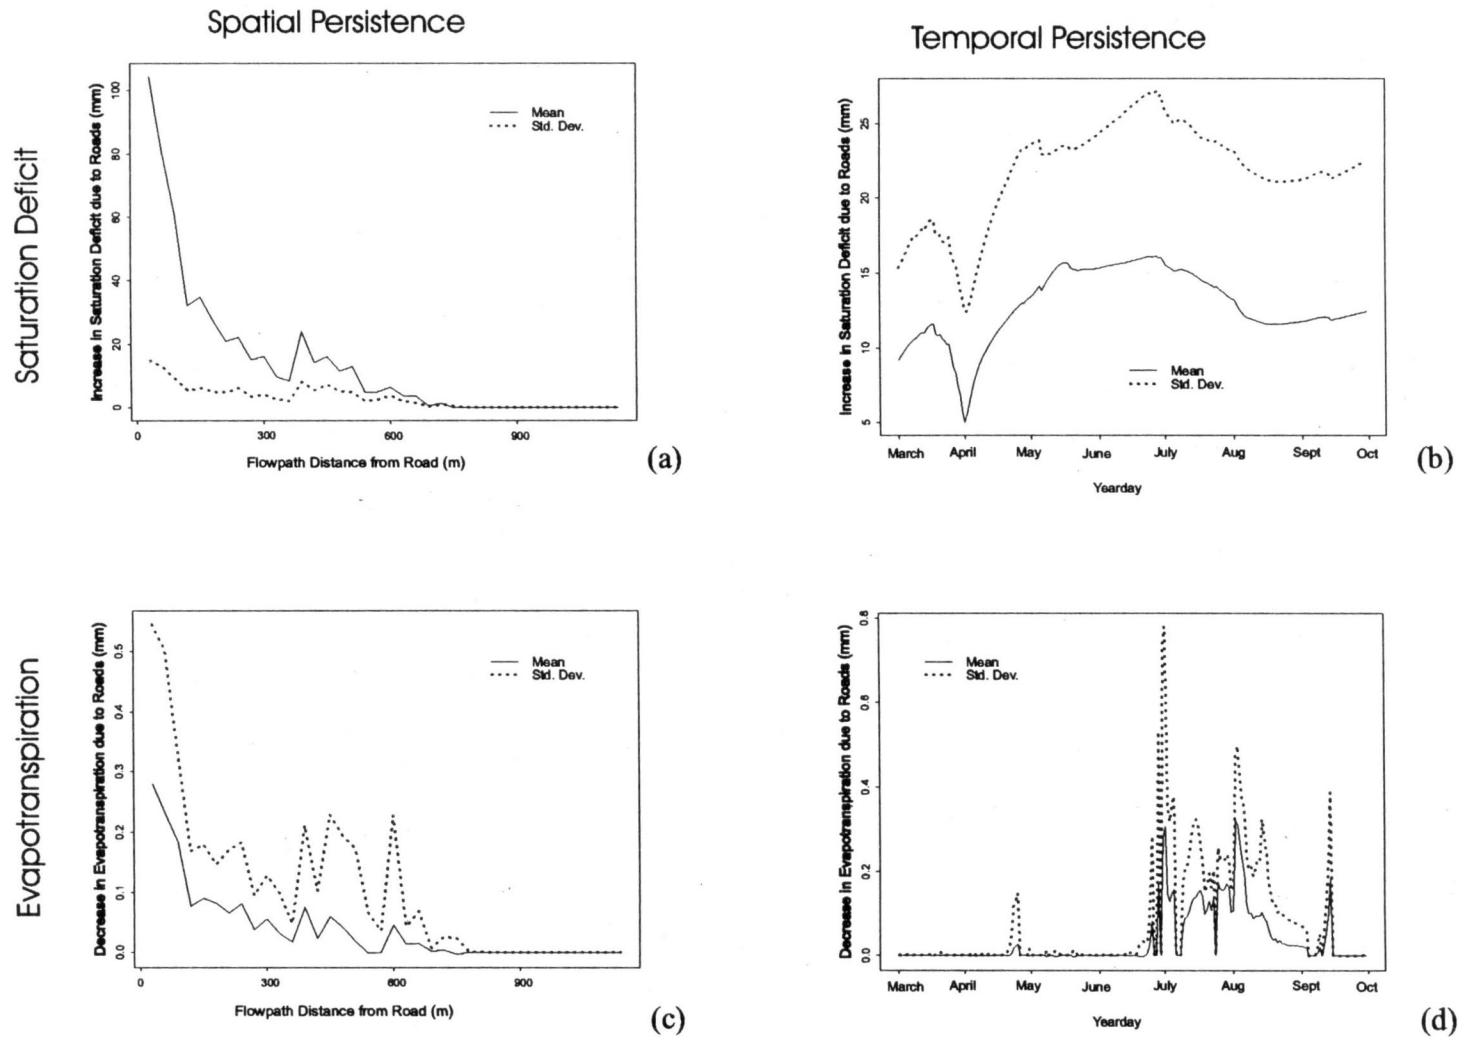 Spatial Persistence
Temporal Persistence
Saturation Deficit
Increase in Saturation Deficit due to Roads (mm)
100
80
60
40
20
0
Mean
Std. Dev.
0 300 600 900
Flowpath Distance from Road (m)
(a)
Increase in Saturation Deficit due to Roads (mm)
25
20
15
10
5
Mean
Std. Dev.
March April May June July Aug Sept Oct
Yearday
(b)
Evapotranspiration
Decrease in Evapotranspiration due to Roads (mm)
0.5
0.4
0.3
0.2
0.1
0.0
Mean
Std. Dev.
0 300 600 900
Flowpath Distance from Road (m)
(c)
Decrease in Evapotranspiration due to Roads (mm)
0.8
0.6
0.4
0.2
0.0
Mean
Std. Dev.
March April May June July Aug Sept Oct
Yearday
(d)